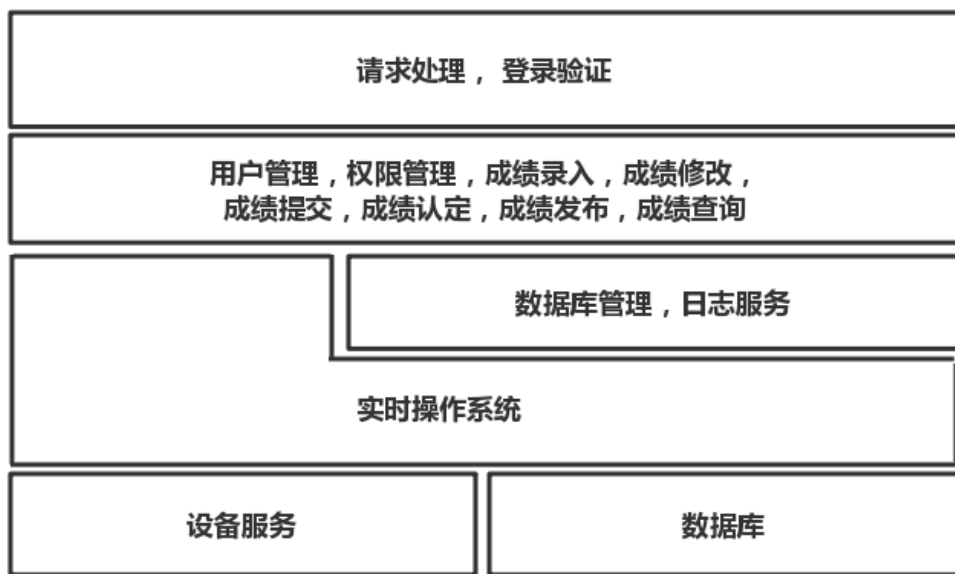 请求处理， 登录验证
用户管理，权限管理，成绩录入，成绩修改，
成绩提交，成绩认定，成绩发布，成绩查询
数据库管理，日志服务
实时操作系统
设备服务
数据库